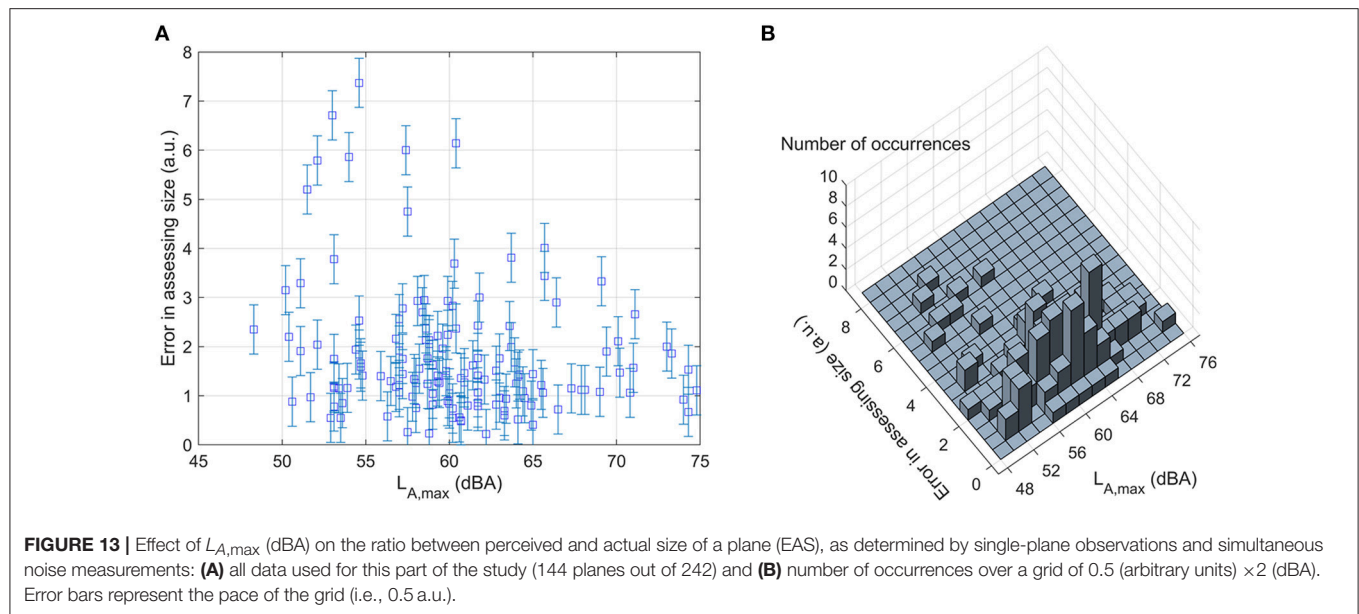 A
8
7
6
5
4
3
2
1
0
Error in assessing size (a.u.)
45 50 55 60 65 70 75
L_A,max (dBA)
B
Number of occurrences
10
8
6
4
2
0
8
6
4
2
0
Error in assessing size (a.u.)
48
52
56
60
64
68
72
76
L_A,max (dBA)
FIGURE 13 | Effect of L_A,max (dBA) on the ratio between perceived and actual size of a plane (EAS), as determined by single-plane observations and simultaneous
noise measurements: (A) all data used for this part of the study (144 planes out of 242) and (B) number of occurrences over a grid of 0.5 (arbitrary units) ×2 (dBA).
Error bars represent the pace of the grid (i.e., 0.5 a.u.).